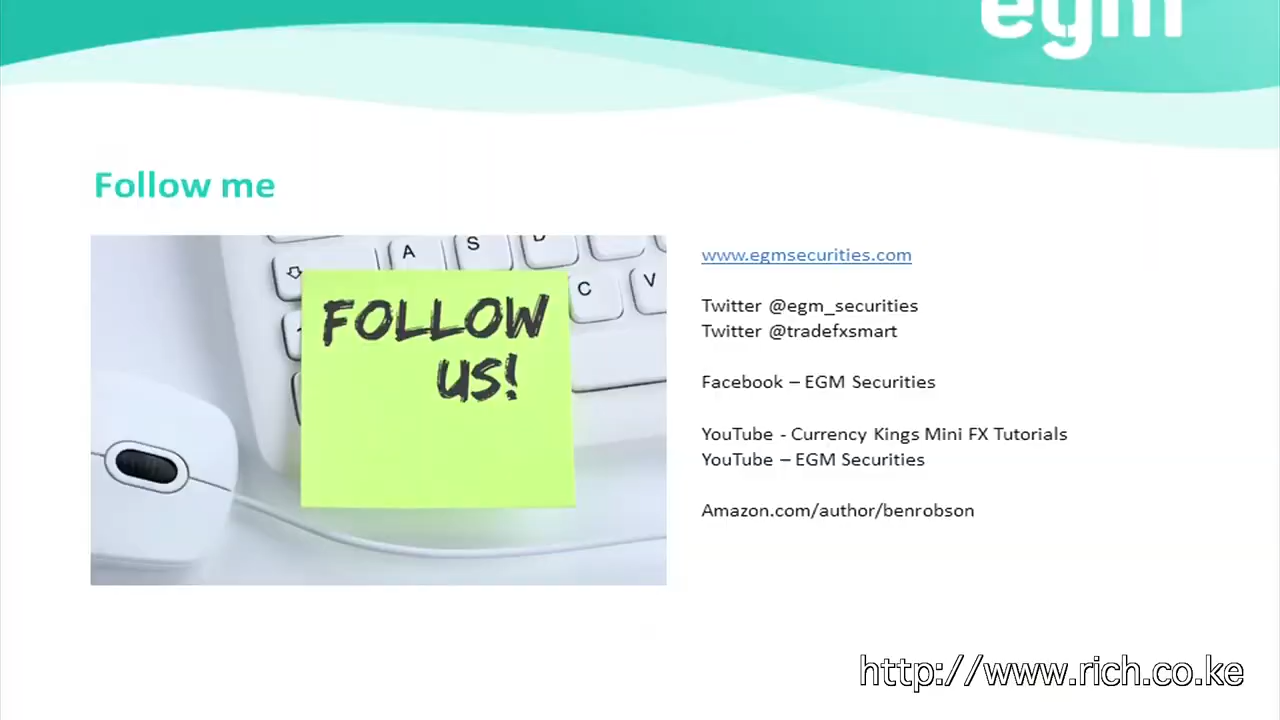 egm
Follow me
A S D
C V
FOLLOW
US!
www.egmsecurities.com
Twitter @egm_securities
Twitter @tradefxsmart
Facebook – EGM Securities
YouTube - Currency Kings Mini FX Tutorials
YouTube – EGM Securities
Amazon.com/author/benrobson
http://www.rich.co.ke